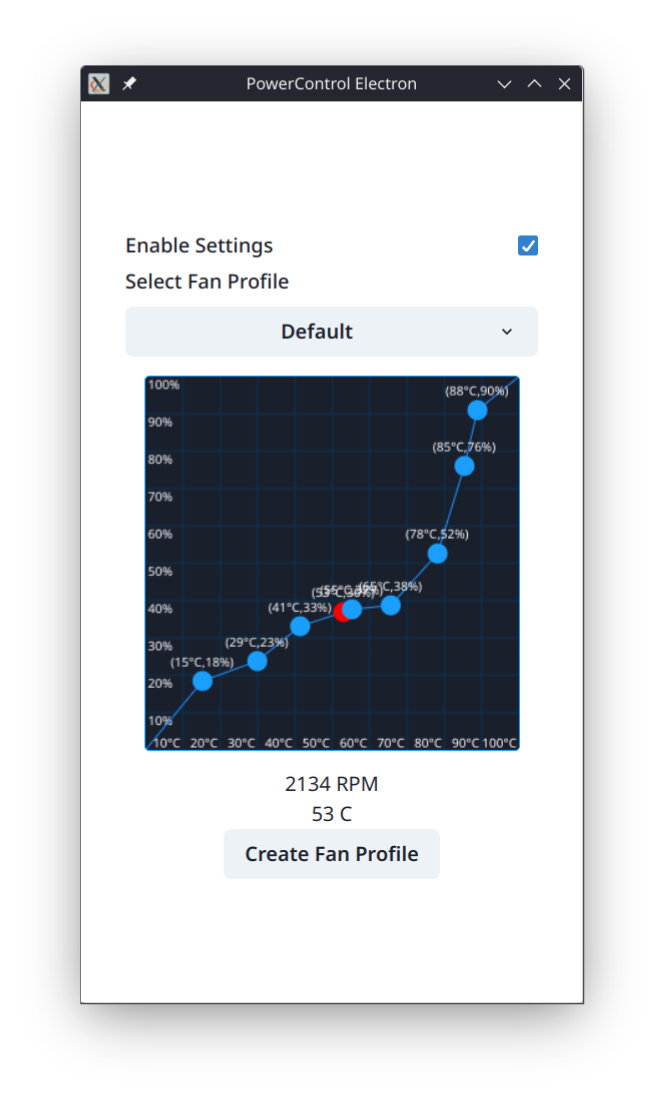 PowerControl Electron
Enable Settings
Select Fan Profile
Default
100%
(88°C,90%)
90%
(85°C,76%)
80%
70%
60%
(78°C,52%)
50%
(65°C,38%)
40%
(41°C,33%)
30%
(29°C,23%)
(15°C,18%)
20%
10%
10°C 20°C 30°C 40°C 50°C 60°C 70°C 80°C 90°C 100°C
2134 RPM
53 C
Create Fan Profile